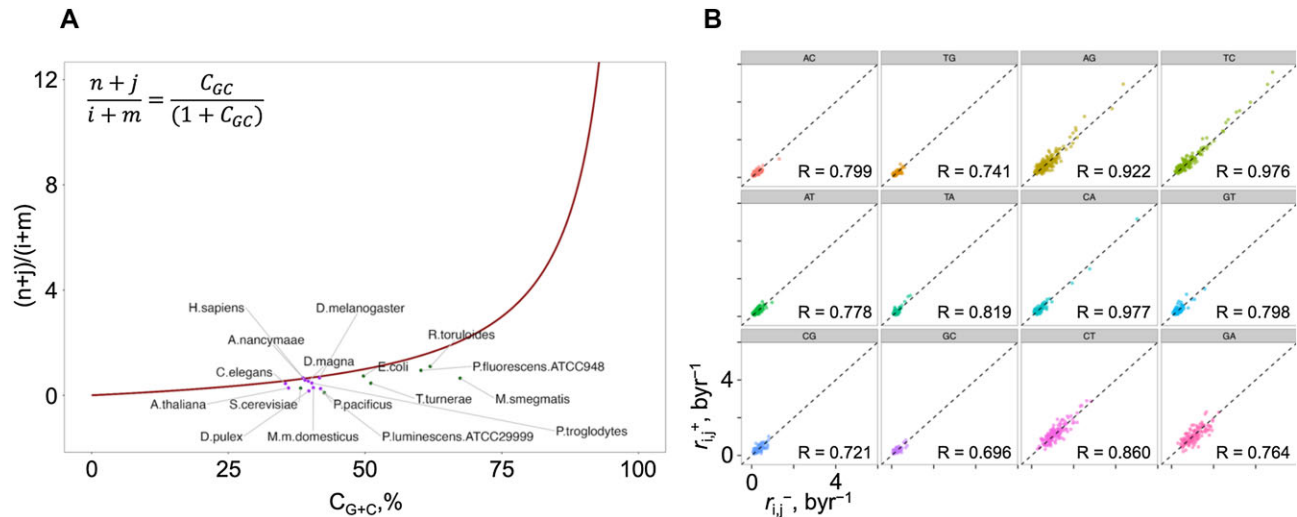 A
B
n + j
i + m
=
C_GC
(1 + C_GC)
(n+j)/(i+m)
12
8
4
0
H.sapiens
D.melanogaster
A.nancymaae
R.toruloides
D.magna
E.coli
C.elegans
P.fluorescens.ATCC948
A.thaliana
S.cerevisiae
P.pacificus
T.turnerae
M.smegmatis
D.pulex
M.m.domesticus
P.luminescens.ATCC29999
P.troglodytes
0
25
50
75
100
C_G+C,%
AC
TG
AG
TC
R = 0.799
R = 0.741
R = 0.922
R = 0.976
AT
TA
CA
GT
R = 0.778
R = 0.819
R = 0.977
R = 0.798
CG
GC
CT
GA
R = 0.721
R = 0.696
R = 0.860
R = 0.764
r_i,j⁺, byr⁻¹
4
0
0
4
r_i,j⁻, byr⁻¹